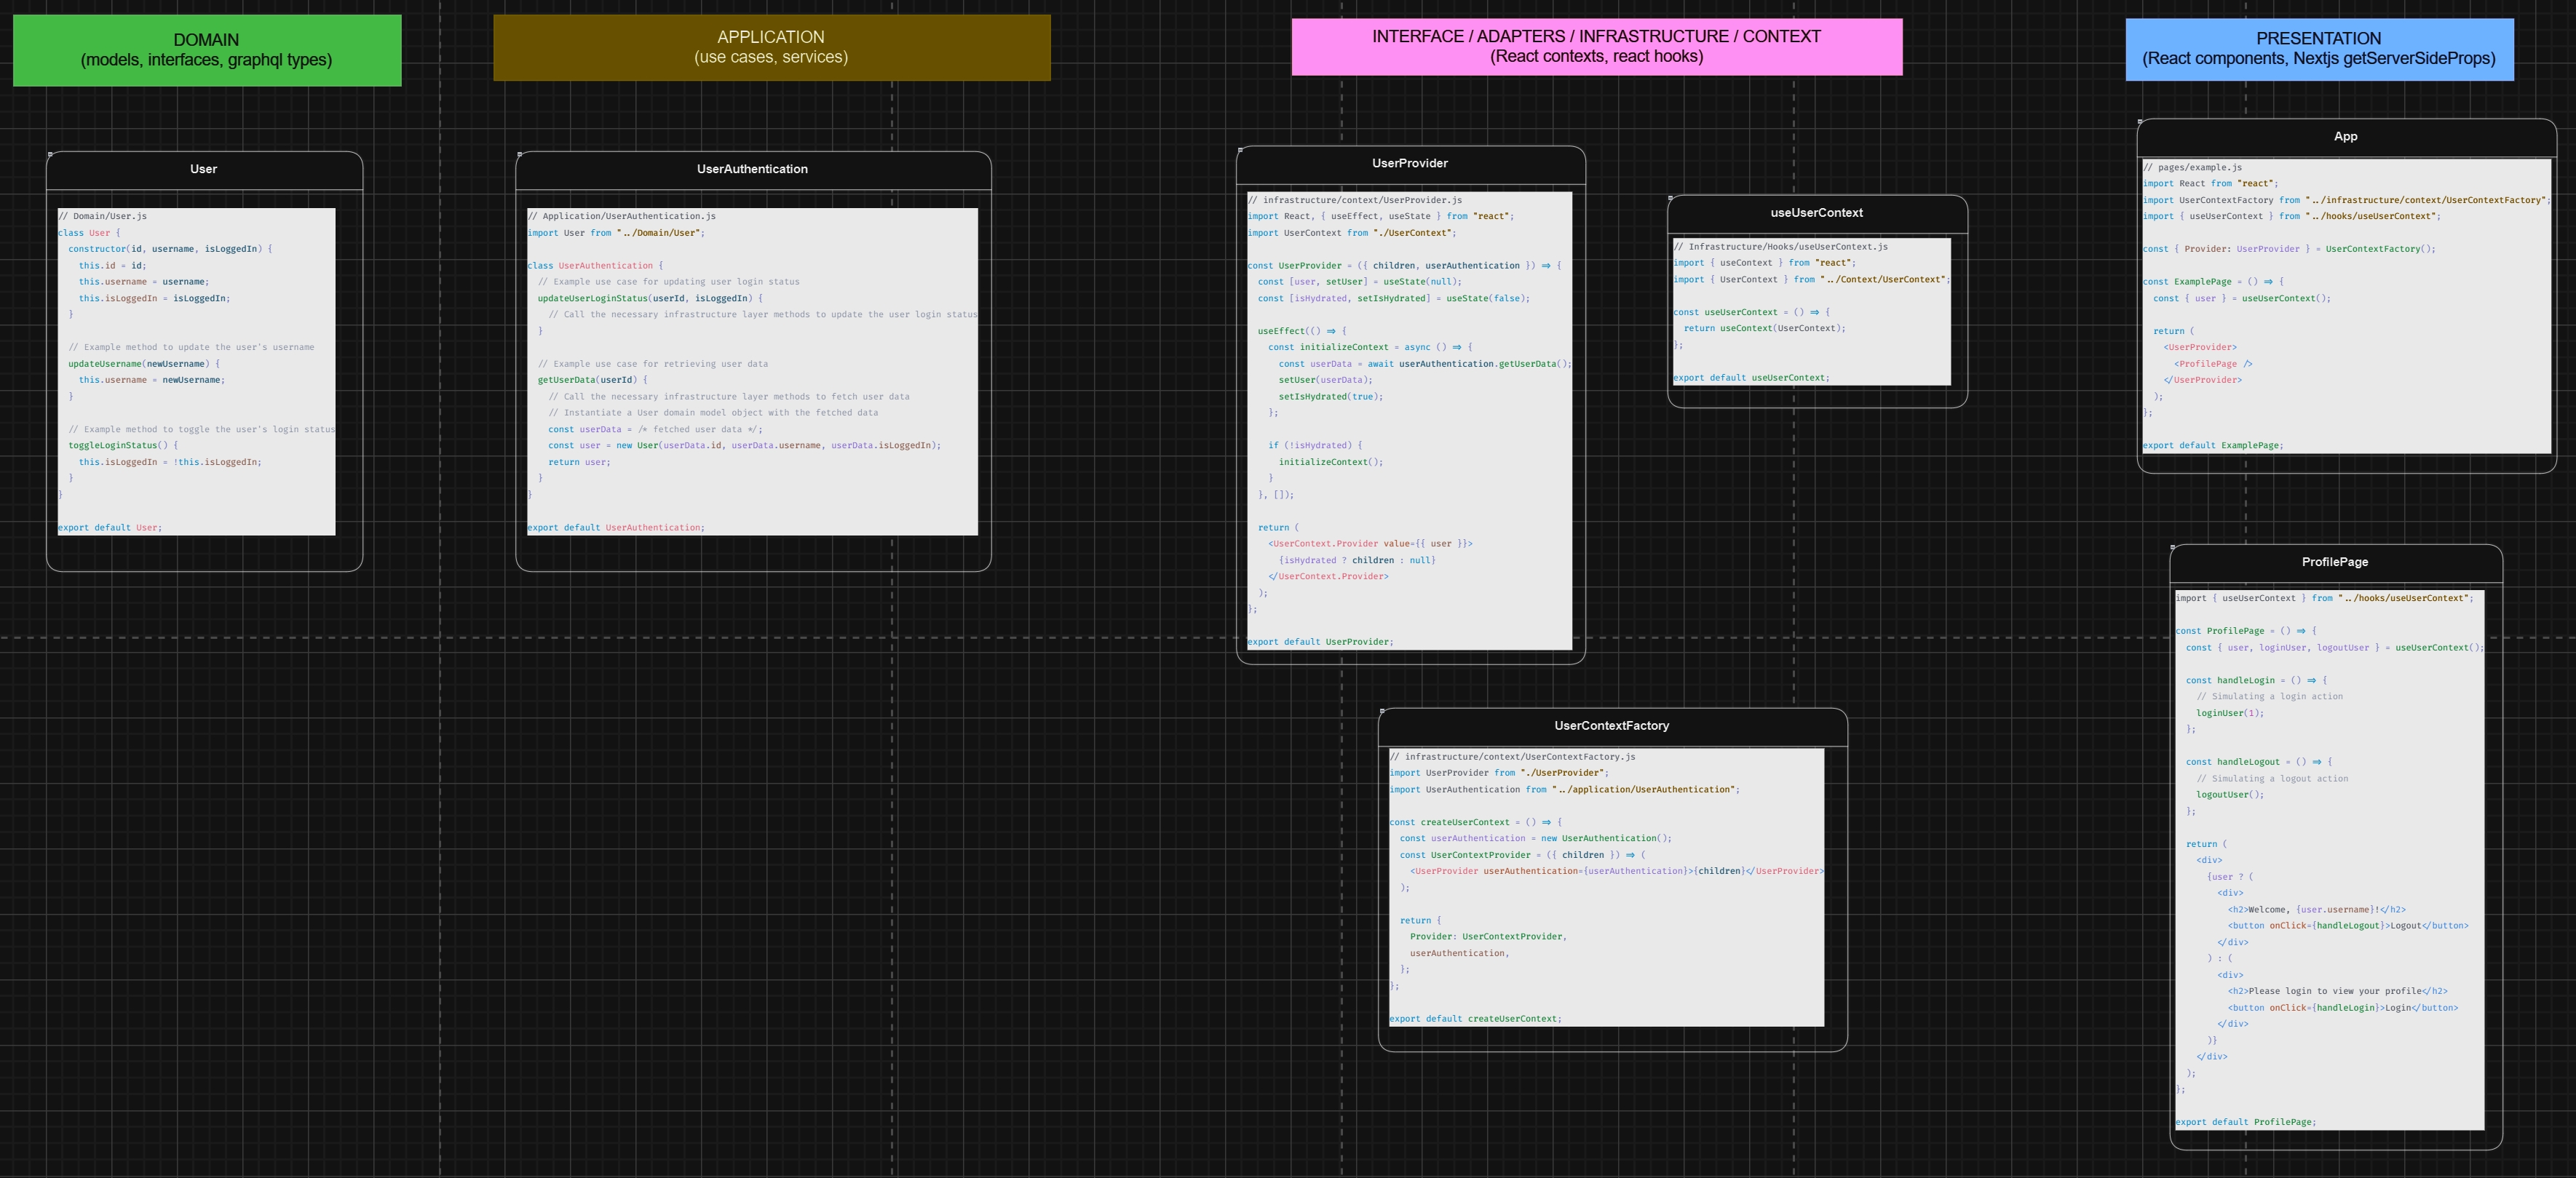 DOMAIN
(models, interfaces, graphql types)
APPLICATION
(use cases, services)
INTERFACE / ADAPTERS / INFRASTRUCTURE / CONTEXT
(React contexts, react hooks)
PRESENTATION
(React components, Nextjs getServerSideProps)
User
// Domain/User.js
class User {
  constructor(id, username, isLoggedIn) {
    this.id = id;
    this.username = username;
    this.isLoggedIn = isLoggedIn;
  }
  // Example method to update the user's username
  updateUsername(newUsername) {
    this.username = newUsername;
  }
  // Example method to toggle the user's login status
  toggleLoginStatus() {
    this.isLoggedIn = !this.isLoggedIn;
  }
}
export default User;
UserAuthentication
// Application/UserAuthentication.js
import User from "../Domain/User";
class UserAuthentication {
  // Example use case for updating user login status
  updateUserLoginStatus(userId, isLoggedIn) {
    // Call the necessary infrastructure layer methods to update the user login status
  }
  // Example use case for retrieving user data
  getUserData(userId) {
    // Call the necessary infrastructure layer methods to fetch user data
    // Instantiate a User domain model object with the fetched data
    const userData = /* fetched user data */;
    const user = new User(userData.id, userData.username, userData.isLoggedIn);
    return user;
  }
}
export default UserAuthentication;
UserProvider
// infrastructure/context/UserProvider.js
import React, { useEffect, useState } from "react";
import UserContext from "./UserContext";
const UserProvider = ({ children, userAuthentication }) => {
  const [user, setUser] = useState(null);
  const [isHydrated, setIsHydrated] = useState(false);
  useEffect(() => {
    const initializeContext = async () => {
      const userData = await userAuthentication.getUserData();
      setUser(userData);
      setIsHydrated(true);
    };
    if (!isHydrated) {
      initializeContext();
    }
  }, []);
  return (
    <UserContext.Provider value={{ user }}>
      {isHydrated ? children : null}
    </UserContext.Provider>
  );
};
export default UserProvider;
useUserContext
// Infrastructure/Hooks/useUserContext.js
import { useContext } from "react";
import { UserContext } from "../Context/UserContext";
const useUserContext = () => {
  return useContext(UserContext);
};
export default useUserContext;
UserContextFactory
// infrastructure/context/UserContextFactory.js
import UserProvider from "./UserProvider";
import UserAuthentication from "../application/UserAuthentication";
const createUserContext = () => {
  const userAuthentication = new UserAuthentication();
  const UserContextProvider = ({ children }) => (
    <UserProvider userAuthentication={userAuthentication}>{children}</UserProvider>
  );
  return {
    Provider: UserContextProvider,
    userAuthentication,
  };
};
export default createUserContext;
App
// pages/example.js
import React from "react";
import UserContextFactory from "../infrastructure/context/UserContextFactory";
import { useUserContext } from "../hooks/useUserContext";
const { Provider: UserProvider } = UserContextFactory();
const ExamplePage = () => {
  const { user } = useUserContext();
  return (
    <UserProvider>
      <ProfilePage />
    </UserProvider>
  );
};
export default ExamplePage;
ProfilePage
import { useUserContext } from "../hooks/useUserContext";
const ProfilePage = () => {
  const { user, loginUser, logoutUser } = useUserContext();
  const handleLogin = () => {
    // Simulating a login action
    loginUser(1);
  };
  const handleLogout = () => {
    // Simulating a logout action
    logoutUser();
  };
  return (
    <div>
      {user ? (
        <div>
          <h2>Welcome, {user.username}!</h2>
          <button onClick={handleLogout}>Logout</button>
        </div>
      ) : (
        <div>
          <h2>Please login to view your profile</h2>
          <button onClick={handleLogin}>Login</button>
        </div>
      )}
    </div>
  );
};
export default ProfilePage;